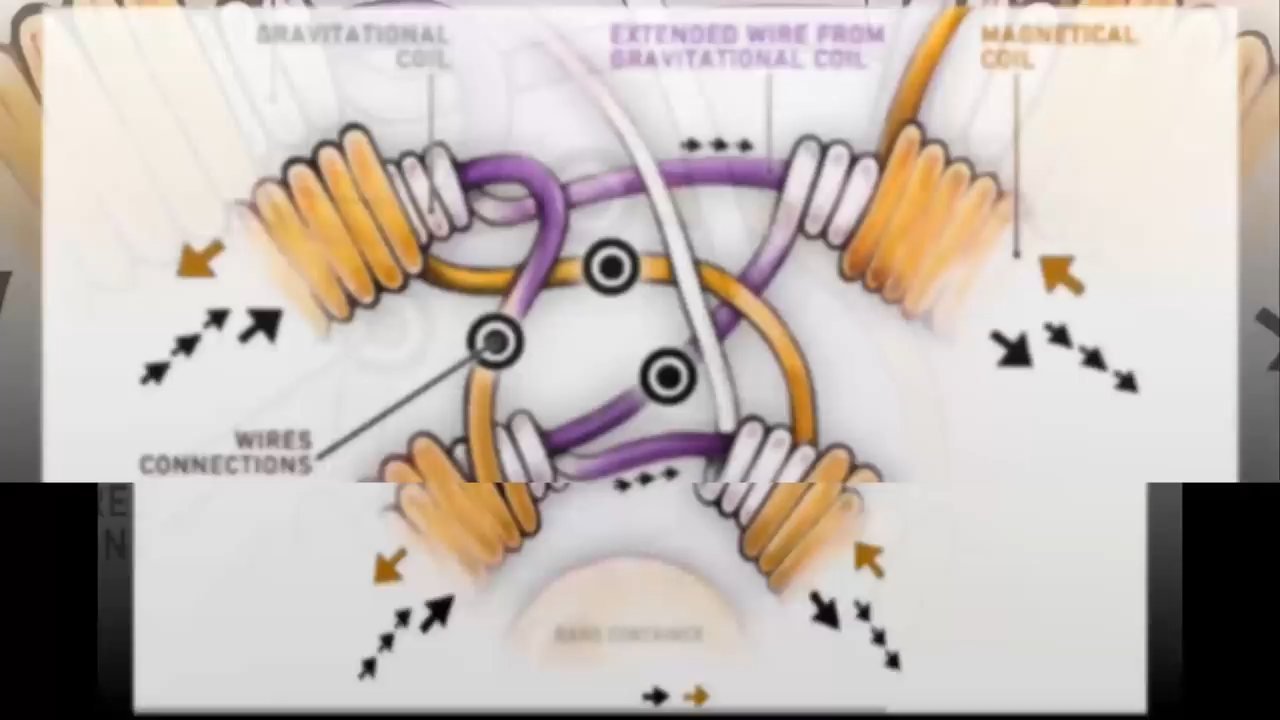 GRAVITATIONAL
COIL
EXTENDED WIRE FROM
GRAVITATIONAL COIL
MAGNETICAL
COIL
WIRES
CONNECTIONS